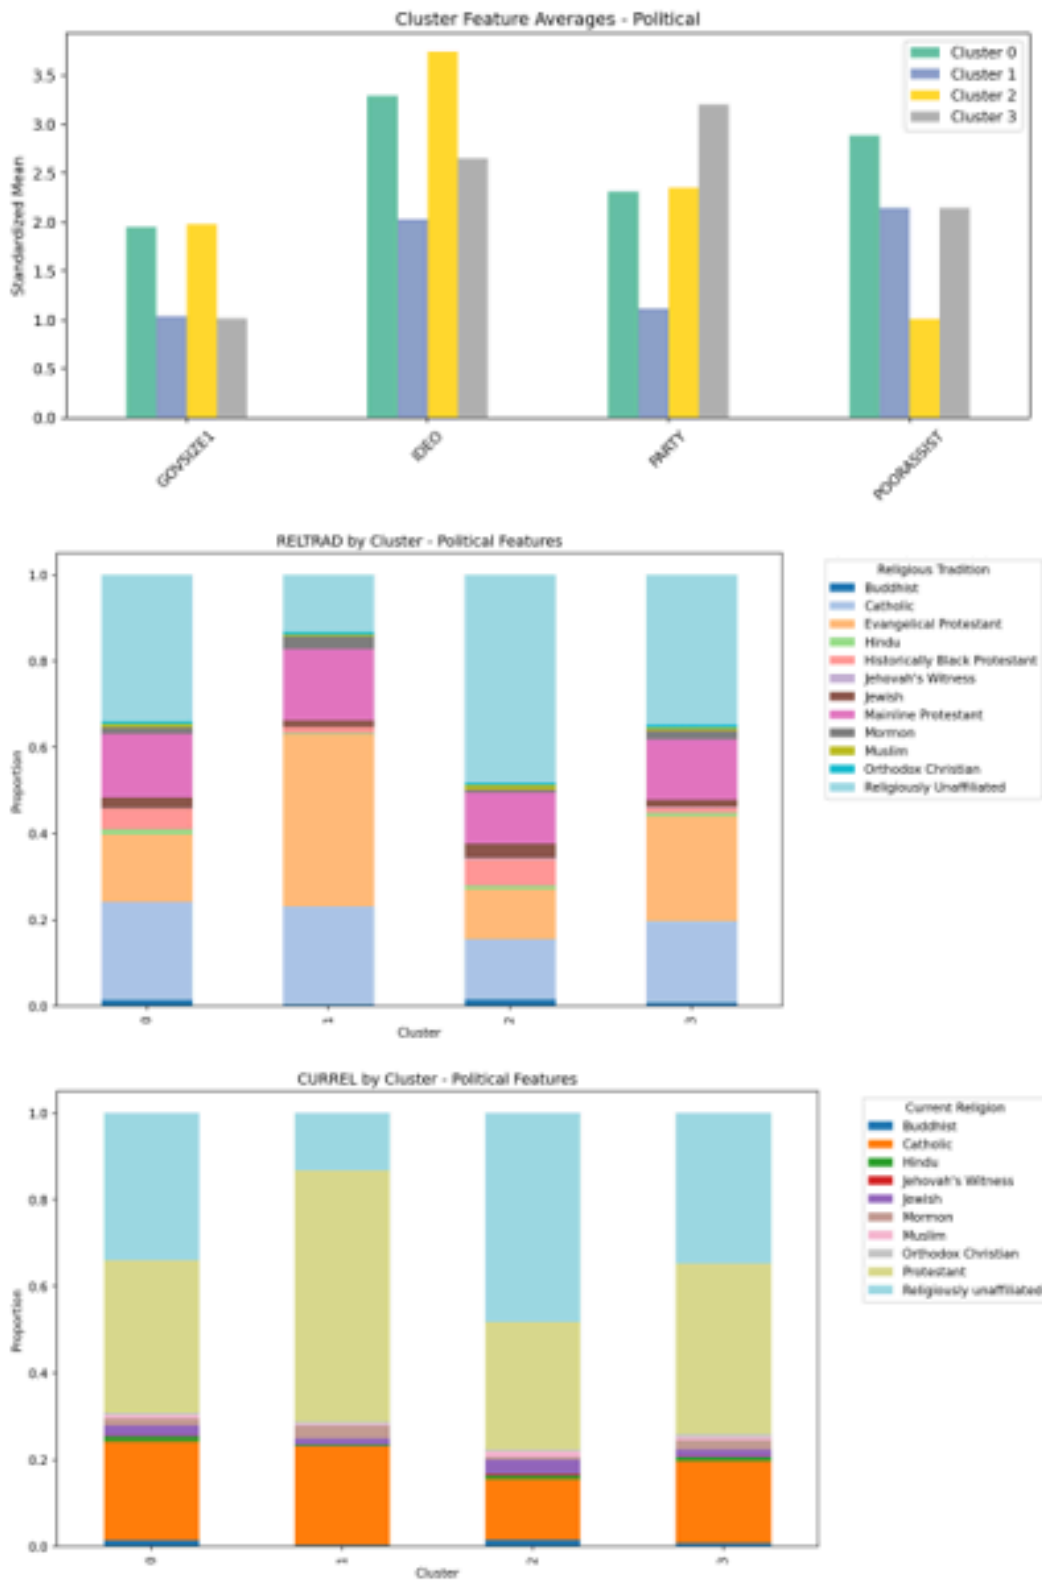 Cluster Feature Averages - Political
Cluster 0
Cluster 1
Cluster 2
Cluster 3
Standardized Mean
3.5
3.0
2.5
2.0
1.5
1.0
0.5
0.0
GOVSIZE1
IDEO
PARTY
POORASSIST
RELTRAD by Cluster - Political Features
Proportion
1.0
0.8
0.6
0.4
0.2
0.0
0
1
2
3
Cluster
Religious Tradition
Buddhist
Catholic
Evangelical Protestant
Hindu
Historically Black Protestant
Jehovah's Witness
Jewish
Mainline Protestant
Mormon
Muslim
Orthodox Christian
Religiously Unaffiliated
CURREL by Cluster - Political Features
Proportion
1.0
0.8
0.6
0.4
0.2
0.0
0
1
2
3
Cluster
Current Religion
Buddhist
Catholic
Hindu
Jehovah's Witness
Jewish
Mormon
Muslim
Orthodox Christian
Protestant
Religiously unaffiliated